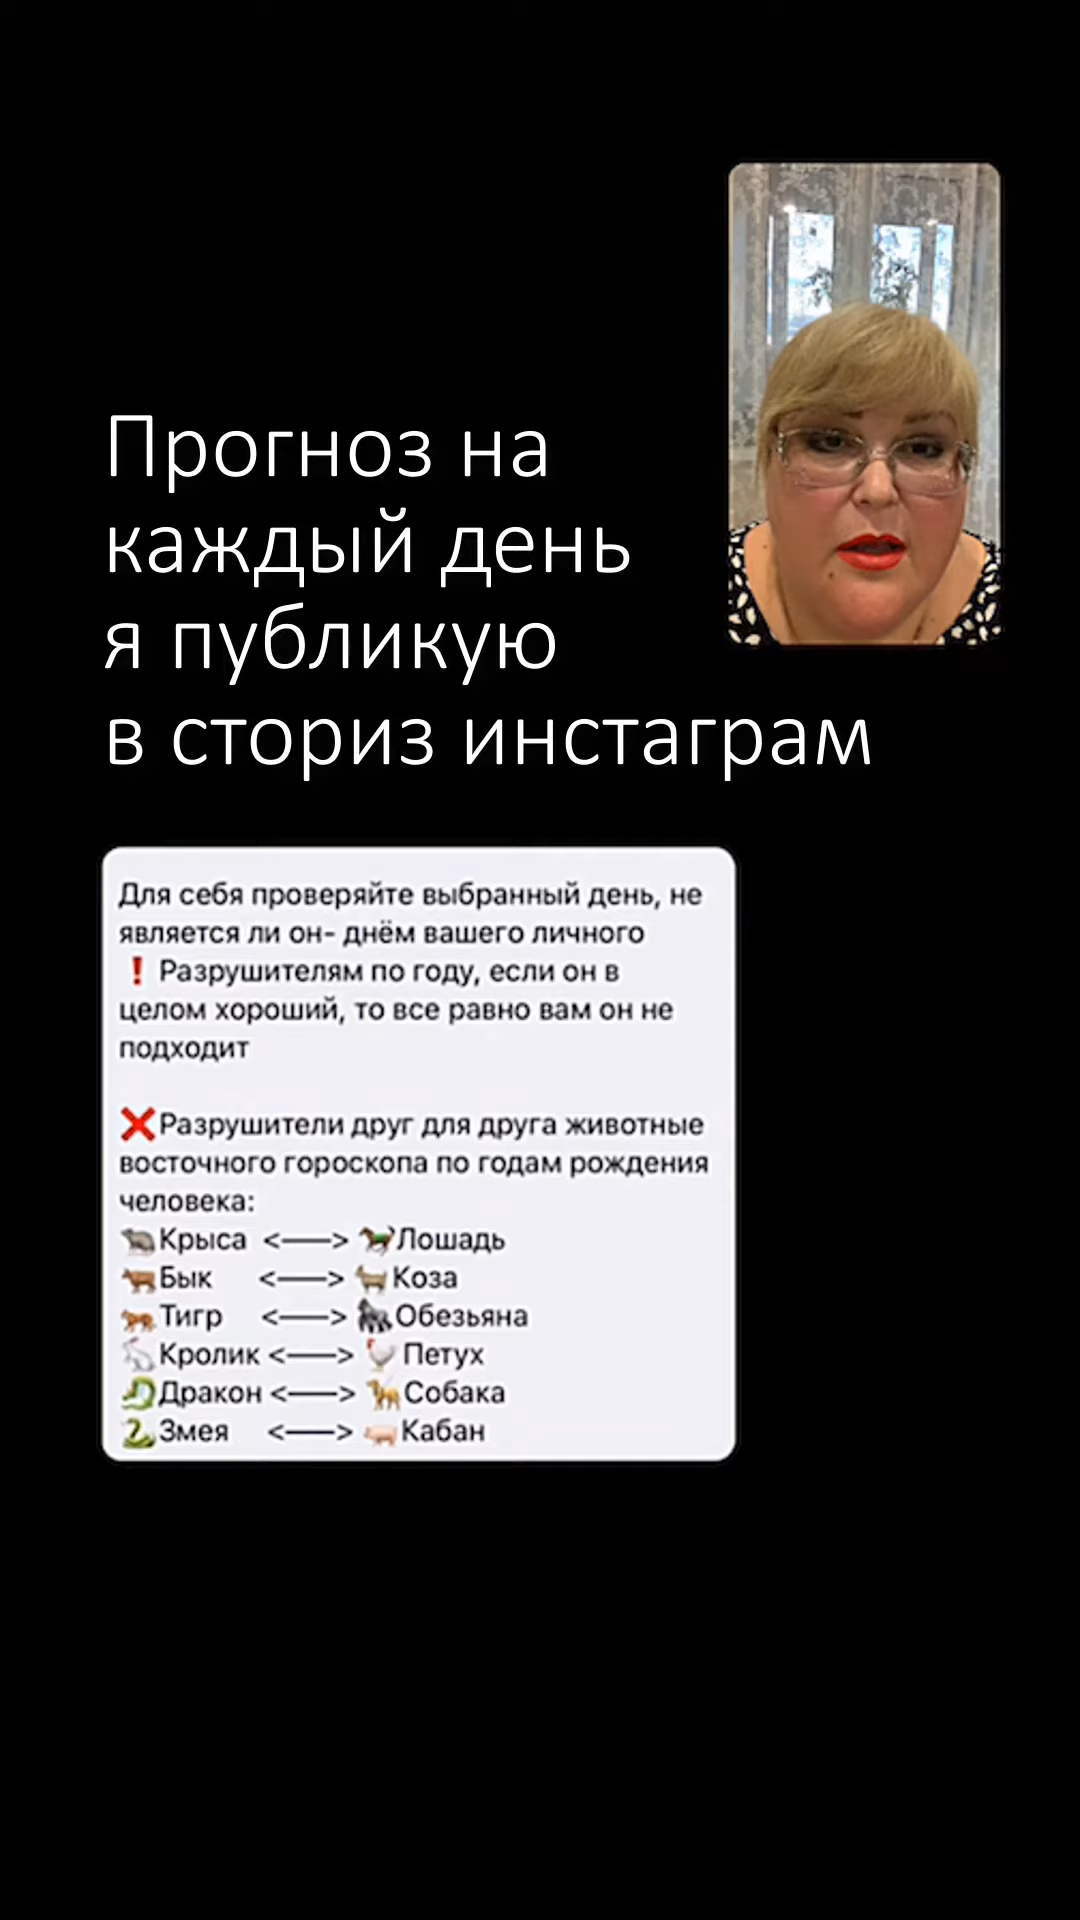 Прогноз на
каждый день
я публикую
в сториз инстаграм
Для себя проверяйте выбранный день, не
является ли он- днём вашего личного
❗ Разрушителям по году, если он в
целом хороший, то все равно вам он не
подходит
❌Разрушители друг для друга животные
восточного гороскопа по годам рождения
человека:
🐀Крыса <——> 🐎Лошадь
🐂Бык <——> 🐐Коза
🐅Тигр <——> 🦍Обезьяна
🐇Кролик <——> 🐓Петух
🐉Дракон <——> 🐕Собака
🐍Змея <——> 🐖Кабан